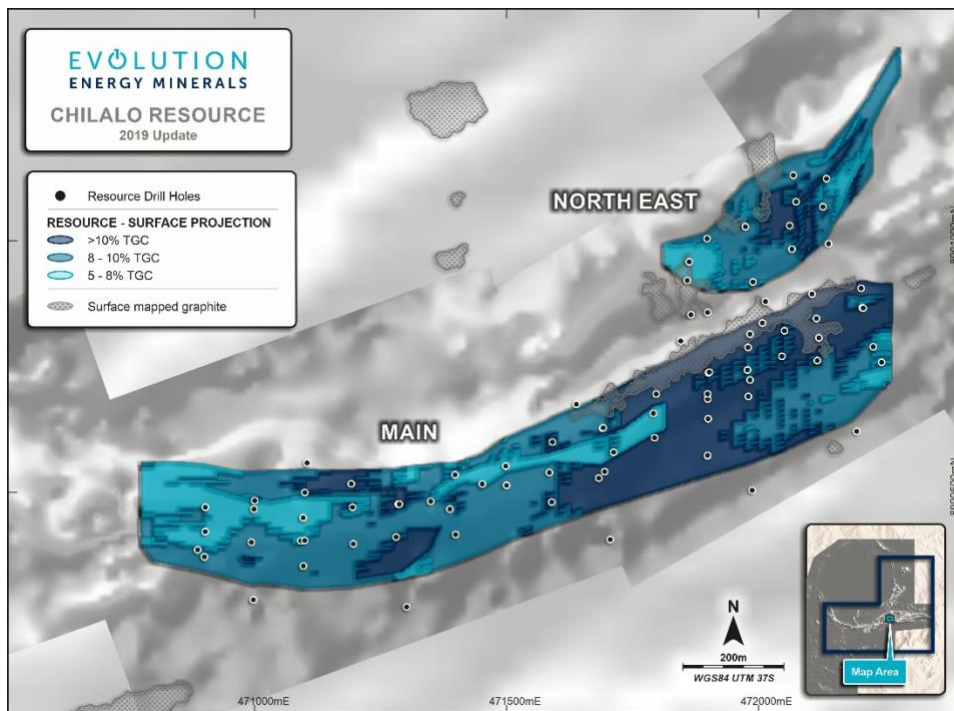 EVOLUTION
ENERGY MINERALS
CHILALO RESOURCE
2019 Update
Resource Drill Holes
RESOURCE - SURFACE PROJECTION
>10% TGC
8 - 10% TGC
5 - 8% TGC
Surface mapped graphite
NORTH EAST
MAIN
N
200m
WGS84 UTM 37S
Map Area
471000mE
471500mE
472000mE